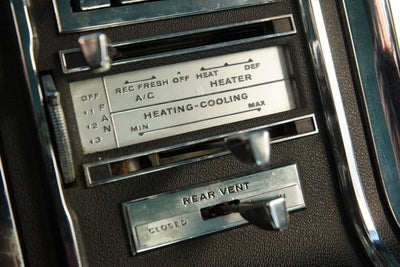 REC FRESH OFF HEAT DEF
A/C HEATER
OFF
1 F
2 A
3 N
HEATING-COOLING
MIN MAX
REAR VENT
CLOSED